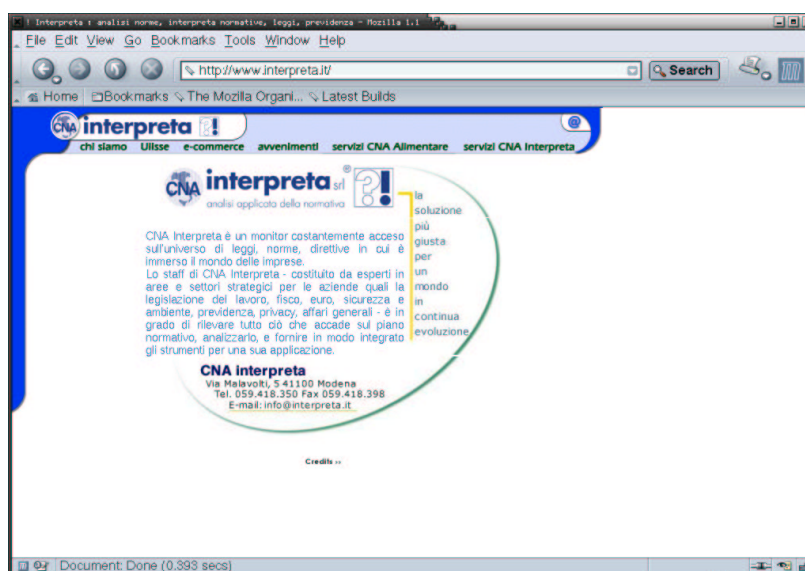 ! Interpreta : analisi norme, interpreta normative, leggi, previdenza - Mozilla 1.1
File Edit View Go Bookmarks Tools Window Help
http://www.interpreta.it/
Search
Home Bookmarks The Mozilla Organi... Latest Builds
CNA interpreta ?! @
chi siamo Ulisse e-commerce avvenimenti servizi CNA Alimentare servizi CNA Interpreta
CNA interpreta srl ® ?!
analisi applicata della normativa
la
soluzione
più
giusta
per
un
mondo
in
continua
evoluzione
CNA Interpreta è un monitor costantemente acceso
sull'universo di leggi, norme, direttive in cui è
immerso il mondo delle imprese.
Lo staff di CNA Interpreta - costituito da esperti in
aree e settori strategici per le aziende quali la
legislazione del lavoro, fisco, euro, sicurezza e
ambiente, previdenza, privacy, affari generali - è in
grado di rilevare tutto ciò che accade sul piano
normativo, analizzarlo, e fornire in modo integrato
gli strumenti per una sua applicazione.
CNA interpreta
Via Malavolti, 5 41100 Modena
Tel. 059.418.350 Fax 059.418.398
E-mail: info@interpreta.it
Credits ››
Document: Done (0.393 secs)